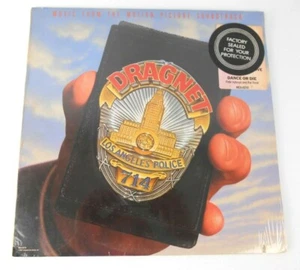 MUSIC FROM THE MOTION PICTURE SOUNDTRACK
FACTORY
SEALED
FOR YOUR
PROTECTION
DANCE OR DIE
DRAGNET
LOS ANGELES POLICE
714